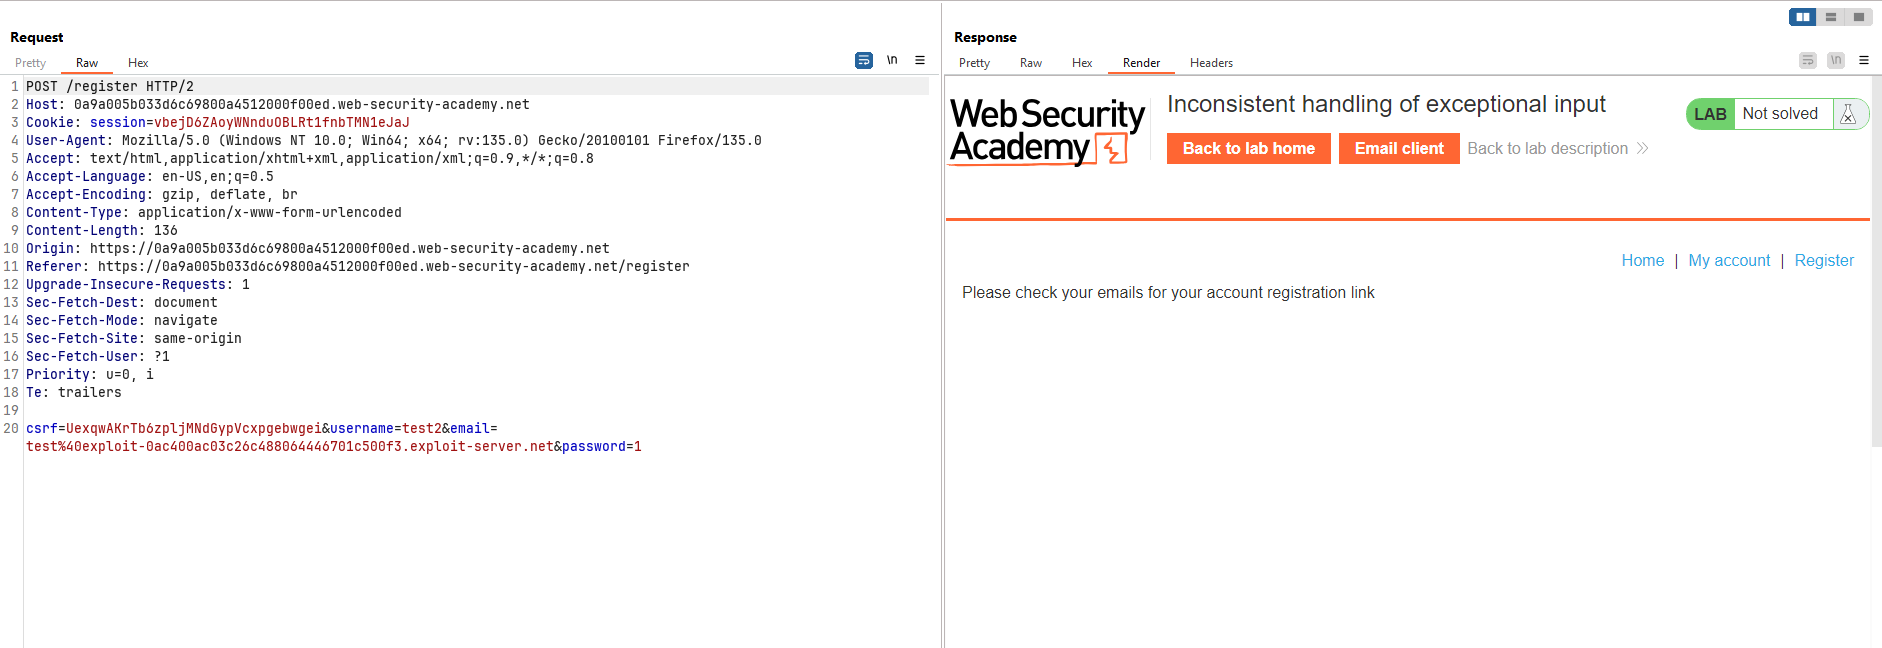 Request
Pretty Raw Hex
\n
1 POST /register HTTP/2
2 Host: 0a9a005b033d6c69800a4512000f00ed.web-security-academy.net
3 Cookie: session=vbejD6ZAoyWNnduOBLRt1fnbTMN1eJaJ
4 User-Agent: Mozilla/5.0 (Windows NT 10.0; Win64; x64; rv:135.0) Gecko/20100101 Firefox/135.0
5 Accept: text/html,application/xhtml+xml,application/xml;q=0.9,*/*;q=0.8
6 Accept-Language: en-US,en;q=0.5
7 Accept-Encoding: gzip, deflate, br
8 Content-Type: application/x-www-form-urlencoded
9 Content-Length: 136
10 Origin: https://0a9a005b033d6c69800a4512000f00ed.web-security-academy.net
11 Referer: https://0a9a005b033d6c69800a4512000f00ed.web-security-academy.net/register
12 Upgrade-Insecure-Requests: 1
13 Sec-Fetch-Dest: document
14 Sec-Fetch-Mode: navigate
15 Sec-Fetch-Site: same-origin
16 Sec-Fetch-User: ?1
17 Priority: u=0, i
18 Te: trailers
19
20 csrf=UexqwAKrTb6zpljMNdGypVcxpgebwgei&username=test2&email=
test%40exploit-0ac400ac03c26c488064446701c500f3.exploit-server.net&password=1
Response
Pretty Raw Hex Render Headers
\n
Web Security
Academy
Inconsistent handling of exceptional input
Back to lab home Email client Back to lab description
LAB Not solved
Home | My account | Register
Please check your emails for your account registration link